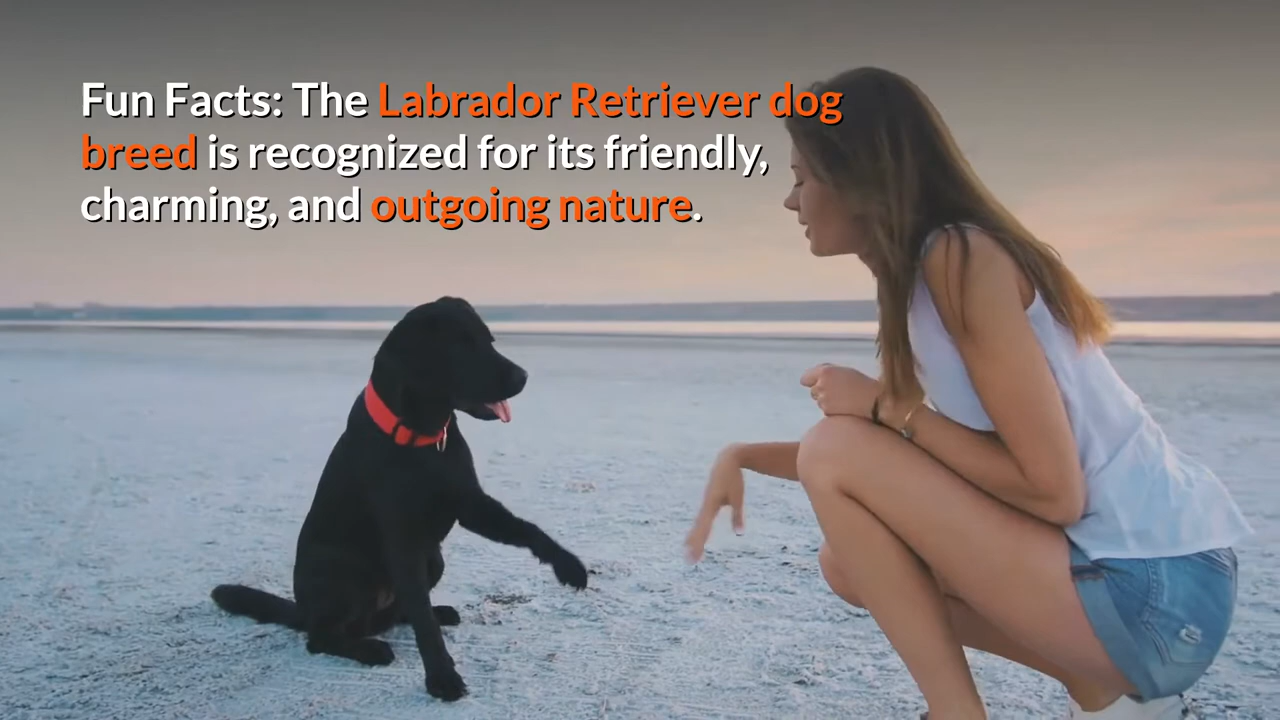 Fun Facts: The Labrador Retriever dog
breed is recognized for its friendly,
charming, and outgoing nature.